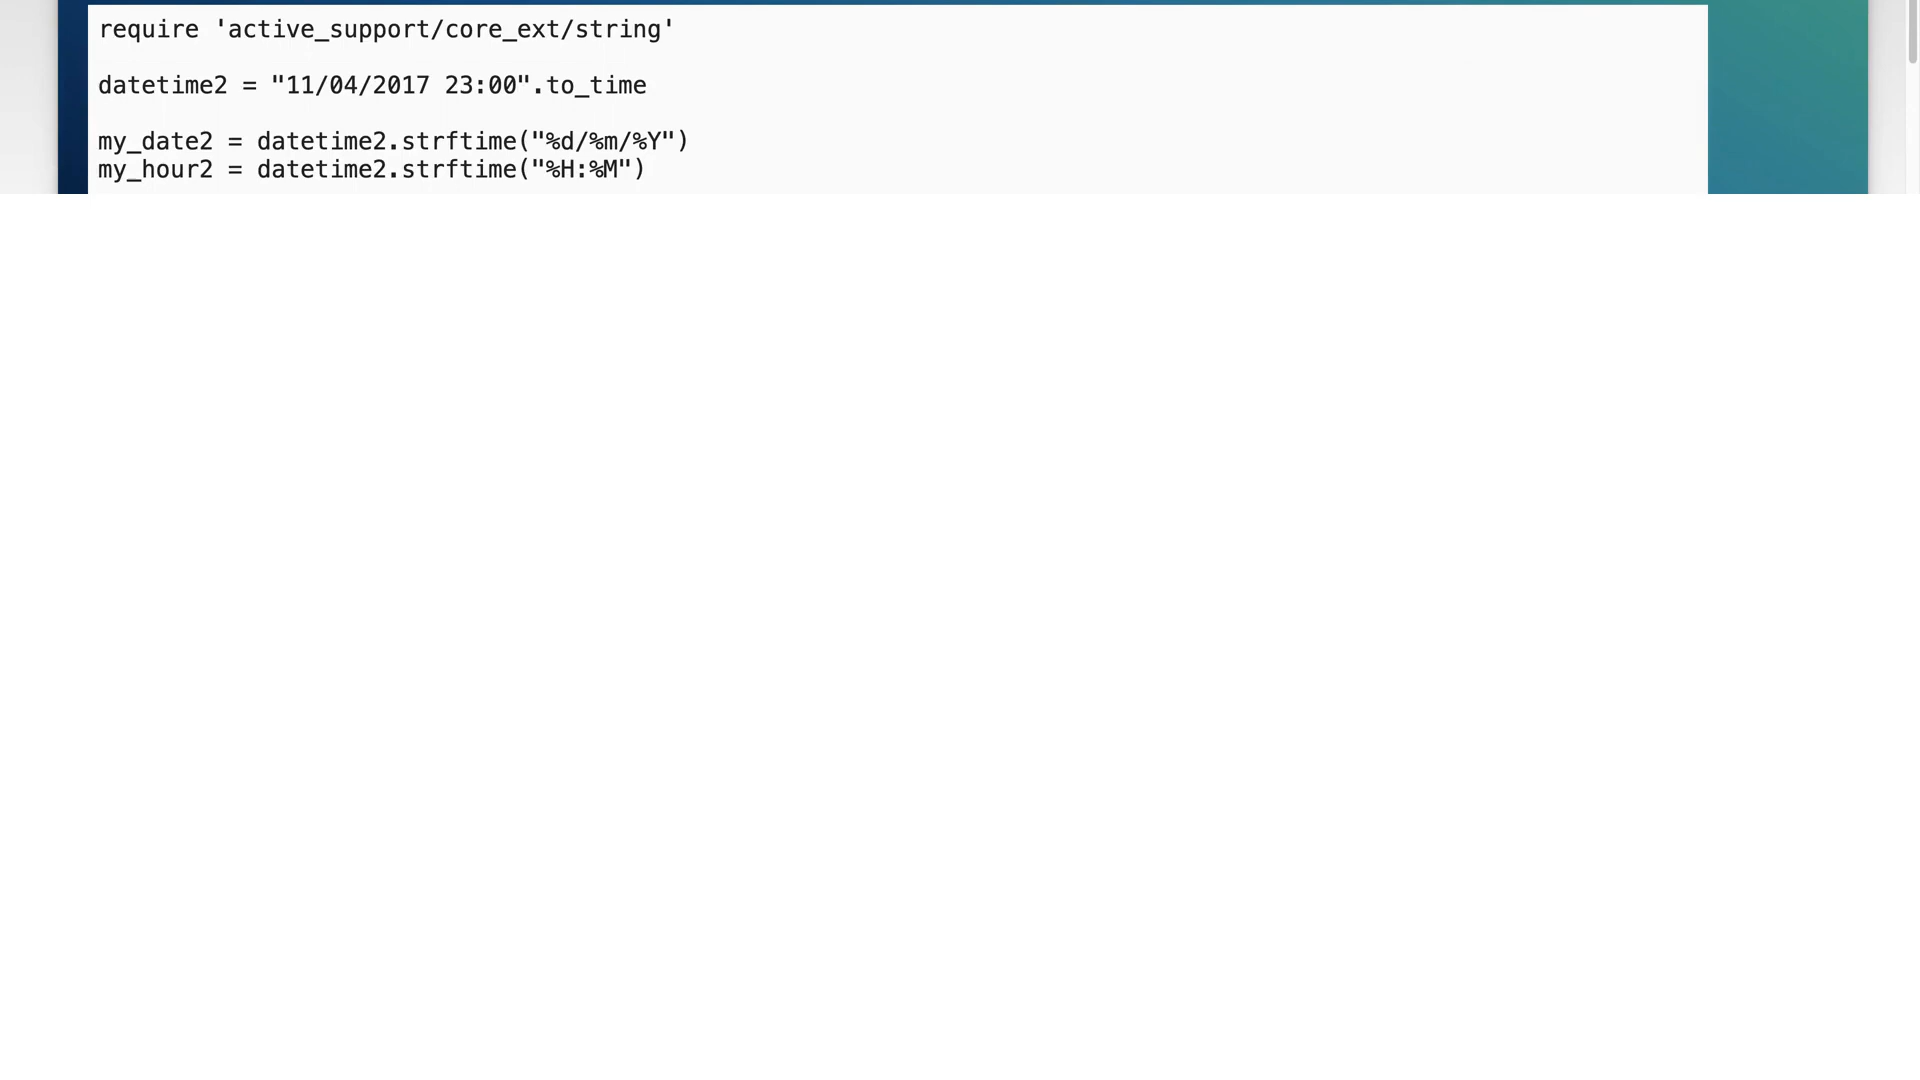 require 'active_support/core_ext/string'
datetime2 = "11/04/2017 23:00".to_time
my_date2 = datetime2.strftime("%d/%m/%Y")
my_hour2 = datetime2.strftime("%H:%M")